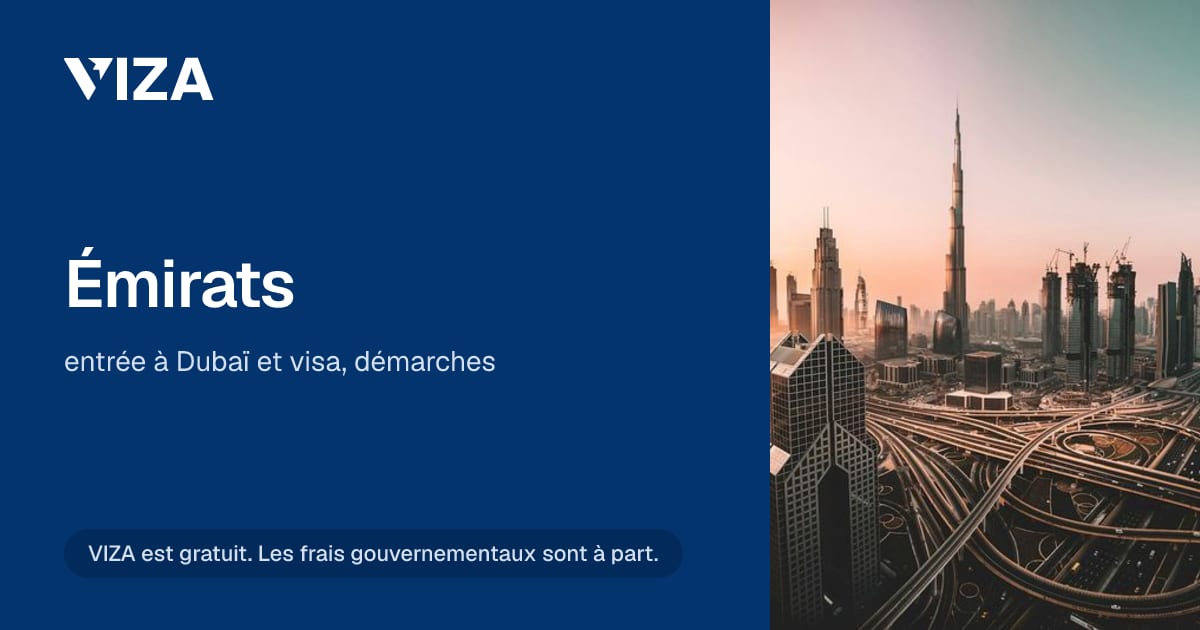 VIZA
Émirats
entrée à Dubaï et visa, démarches
VIZA est gratuit. Les frais gouvernementaux sont à part.